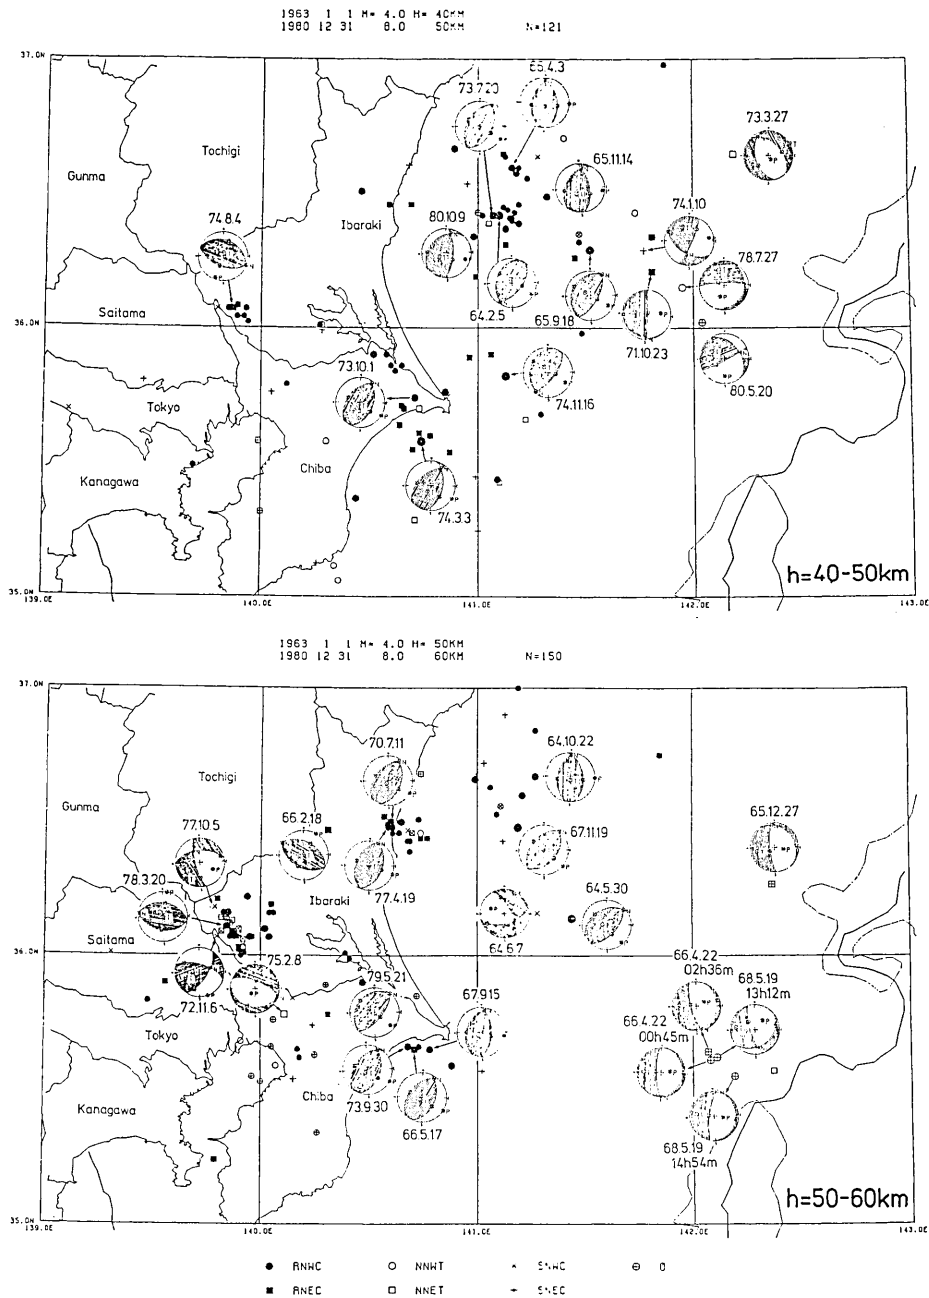 1963 1 1 M= 4.0 H= 40KM
1980 12 31 8.0 50KM N=121
37.0N
65.4.3
73.7.20
73.3.27
Tochigi
Gunma
65.11.14
74.8.4
Ibaraki
80.10.9
74.1.10
78.7.27
64.2.5
65.9.18
Saitama
36.0N
71.10.23
73.10.1
80.5.20
Tokyo
74.11.16
Chiba
Kanagawa
74.3.3
h=40-50km
35.0N
139.0E 140.0E 141.0E 142.0E 143.0E
1963 1 1 M= 4.0 H= 50KM
1980 12 31 8.0 60KM N=150
37.0N
70.7.11
64.10.22
Tochigi
Gunma
77.10.5
66.2.18
65.12.27
67.11.19
78.3.20
Ibaraki
77.4.19
64.5.30
Saitama
64.6.7
36.0N
75.2.8
66.4.22
02h36m
72.11.6
79.5.21
67.9.15
68.5.19
13h12m
66.4.22
00h45m
Tokyo
Chiba
73.9.30
Kanagawa
66.5.17
68.5.19
14h54m
h=50-60km
35.0N
139.0E 140.0E 141.0E 142.0E 143.0E
RNWC NNWT SNWC O
RNEC NNET SNEC